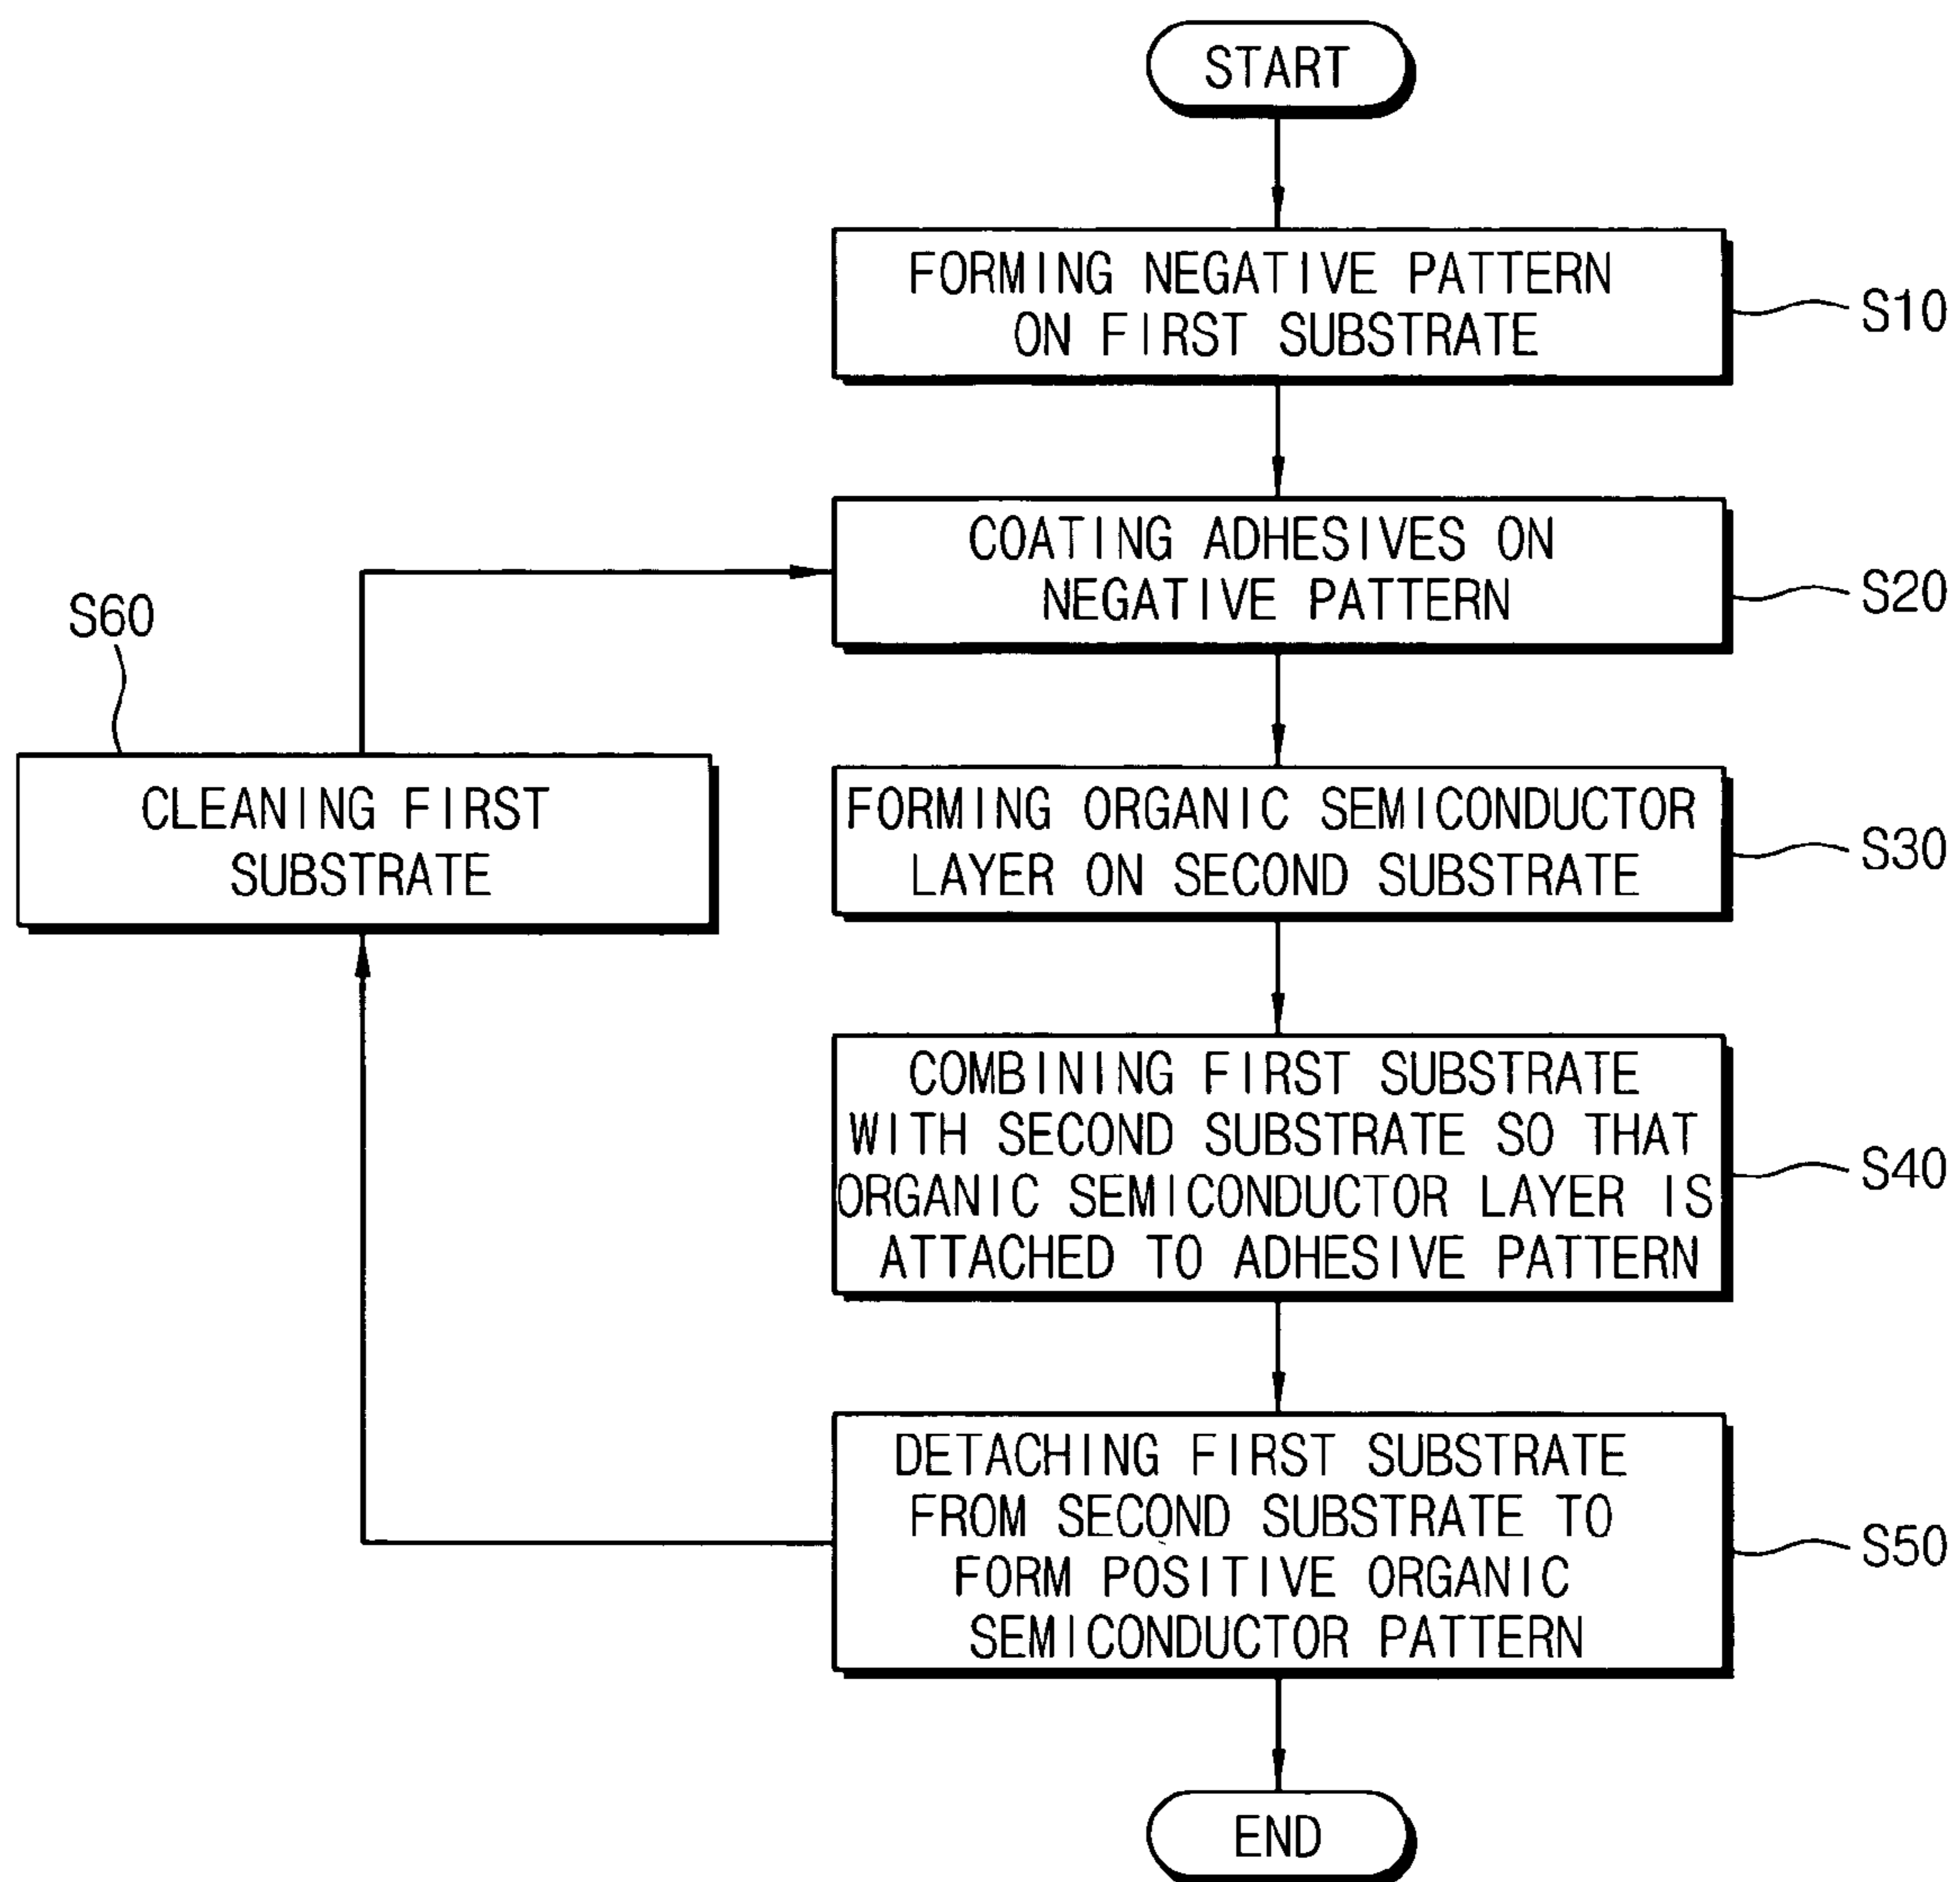 START
FORMING NEGATIVE PATTERN
ON FIRST SUBSTRATE
S10
COATING ADHESIVES ON
NEGATIVE PATTERN
S20
S60
CLEANING FIRST
SUBSTRATE
FORMING ORGANIC SEMICONDUCTOR
LAYER ON SECOND SUBSTRATE
S30
COMBINING FIRST SUBSTRATE
WITH SECOND SUBSTRATE SO THAT
ORGANIC SEMICONDUCTOR LAYER IS
ATTACHED TO ADHESIVE PATTERN
S40
DETACHING FIRST SUBSTRATE
FROM SECOND SUBSTRATE TO
FORM POSITIVE ORGANIC
SEMICONDUCTOR PATTERN
S50
END